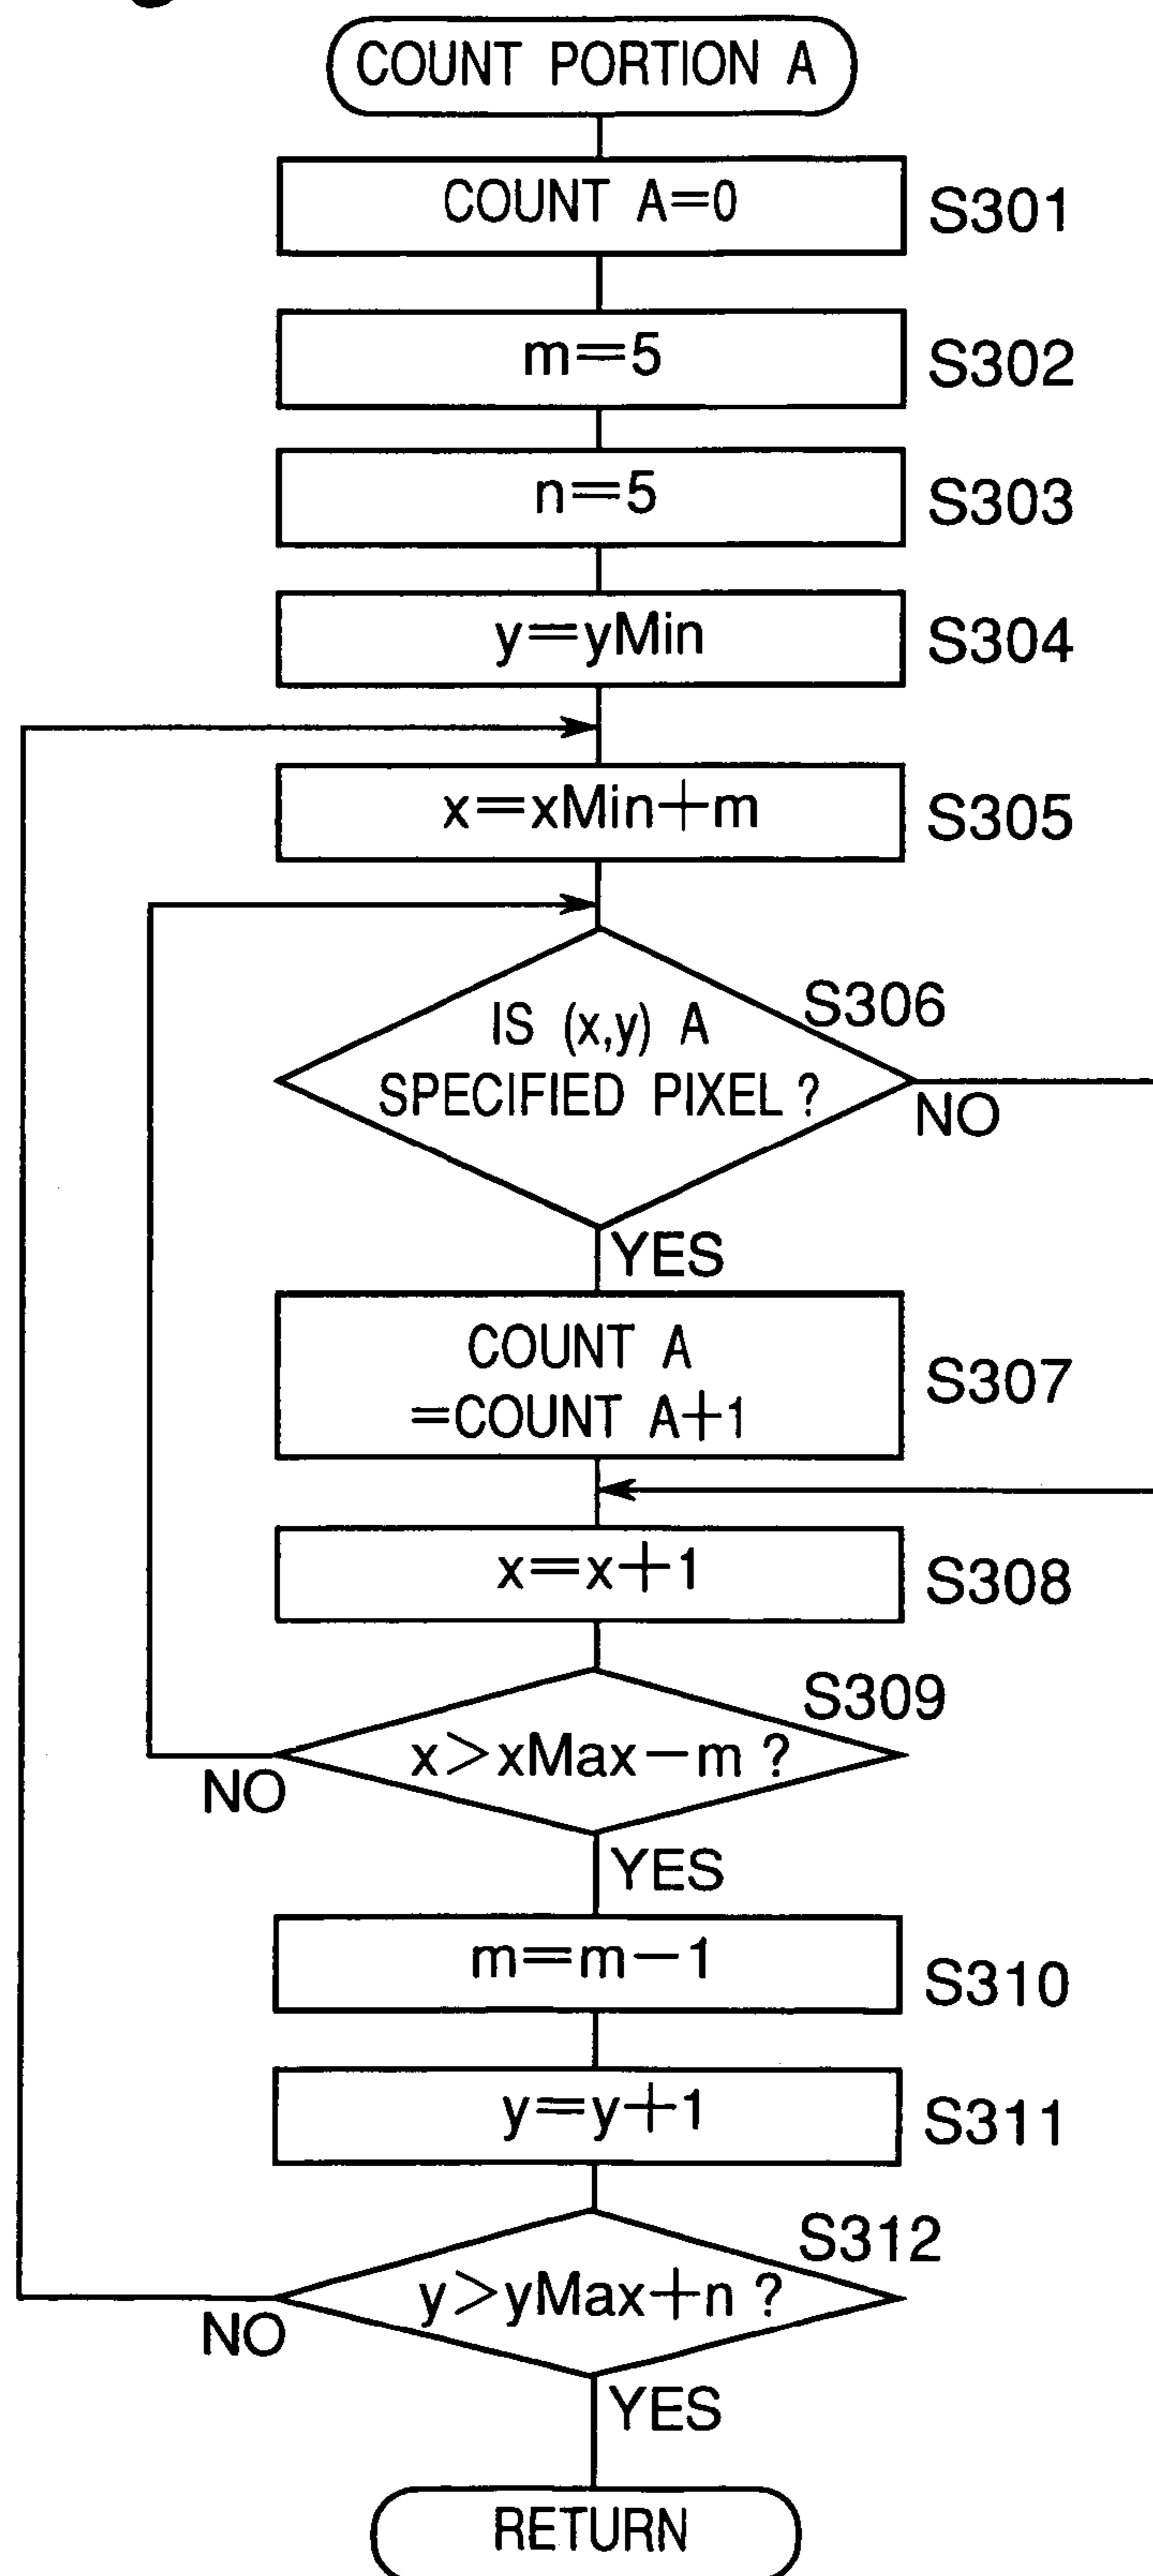 COUNT PORTION A
COUNT A=0
S301
m=5
S302
n=5
S303
y=yMin
S304
x=xMin+m
S305
S306
IS (x,y) A
SPECIFIED PIXEL ?
NO
YES
COUNT A
=COUNT A+1
S307
x=x+1
S308
S309
x>xMax-m ?
NO
YES
m=m-1
S310
y=y+1
S311
S312
y>yMax+n ?
NO
YES
RETURN